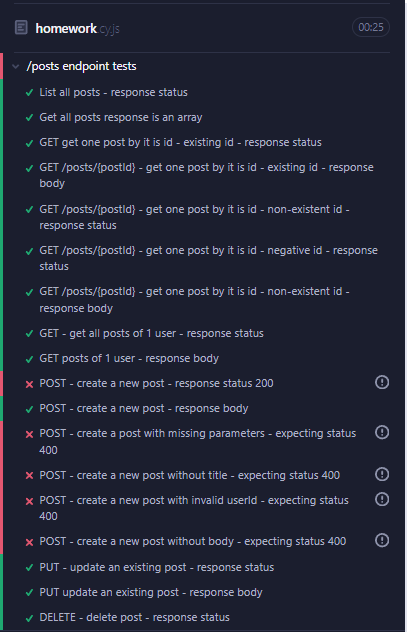 homework.cy.js 00:25
/posts endpoint tests
List all posts - response status
Get all posts response is an array
GET get one post by it is id - existing id - response status
GET /posts/{postId} - get one post by it is id - existing id - response
body
GET /posts/{postId} - get one post by it is id - non-existent id -
response status
GET /posts/{postId} - get one post by it is id - negative id - response
status
GET /posts/{postId} - get one post by it is id - non-existent id -
response body
GET - get all posts of 1 user - response status
GET posts of 1 user - response body
POST - create a new post - response status 200
POST - create a new post - response body
POST - create a post with missing parameters - expecting status
400
POST - create a new post without title - expecting status 400
POST - create a new post with invalid userId - expecting status
400
POST - create a new post without body - expecting status 400
PUT - update an existing post - response status
PUT update an existing post - response body
DELETE - delete post - response status